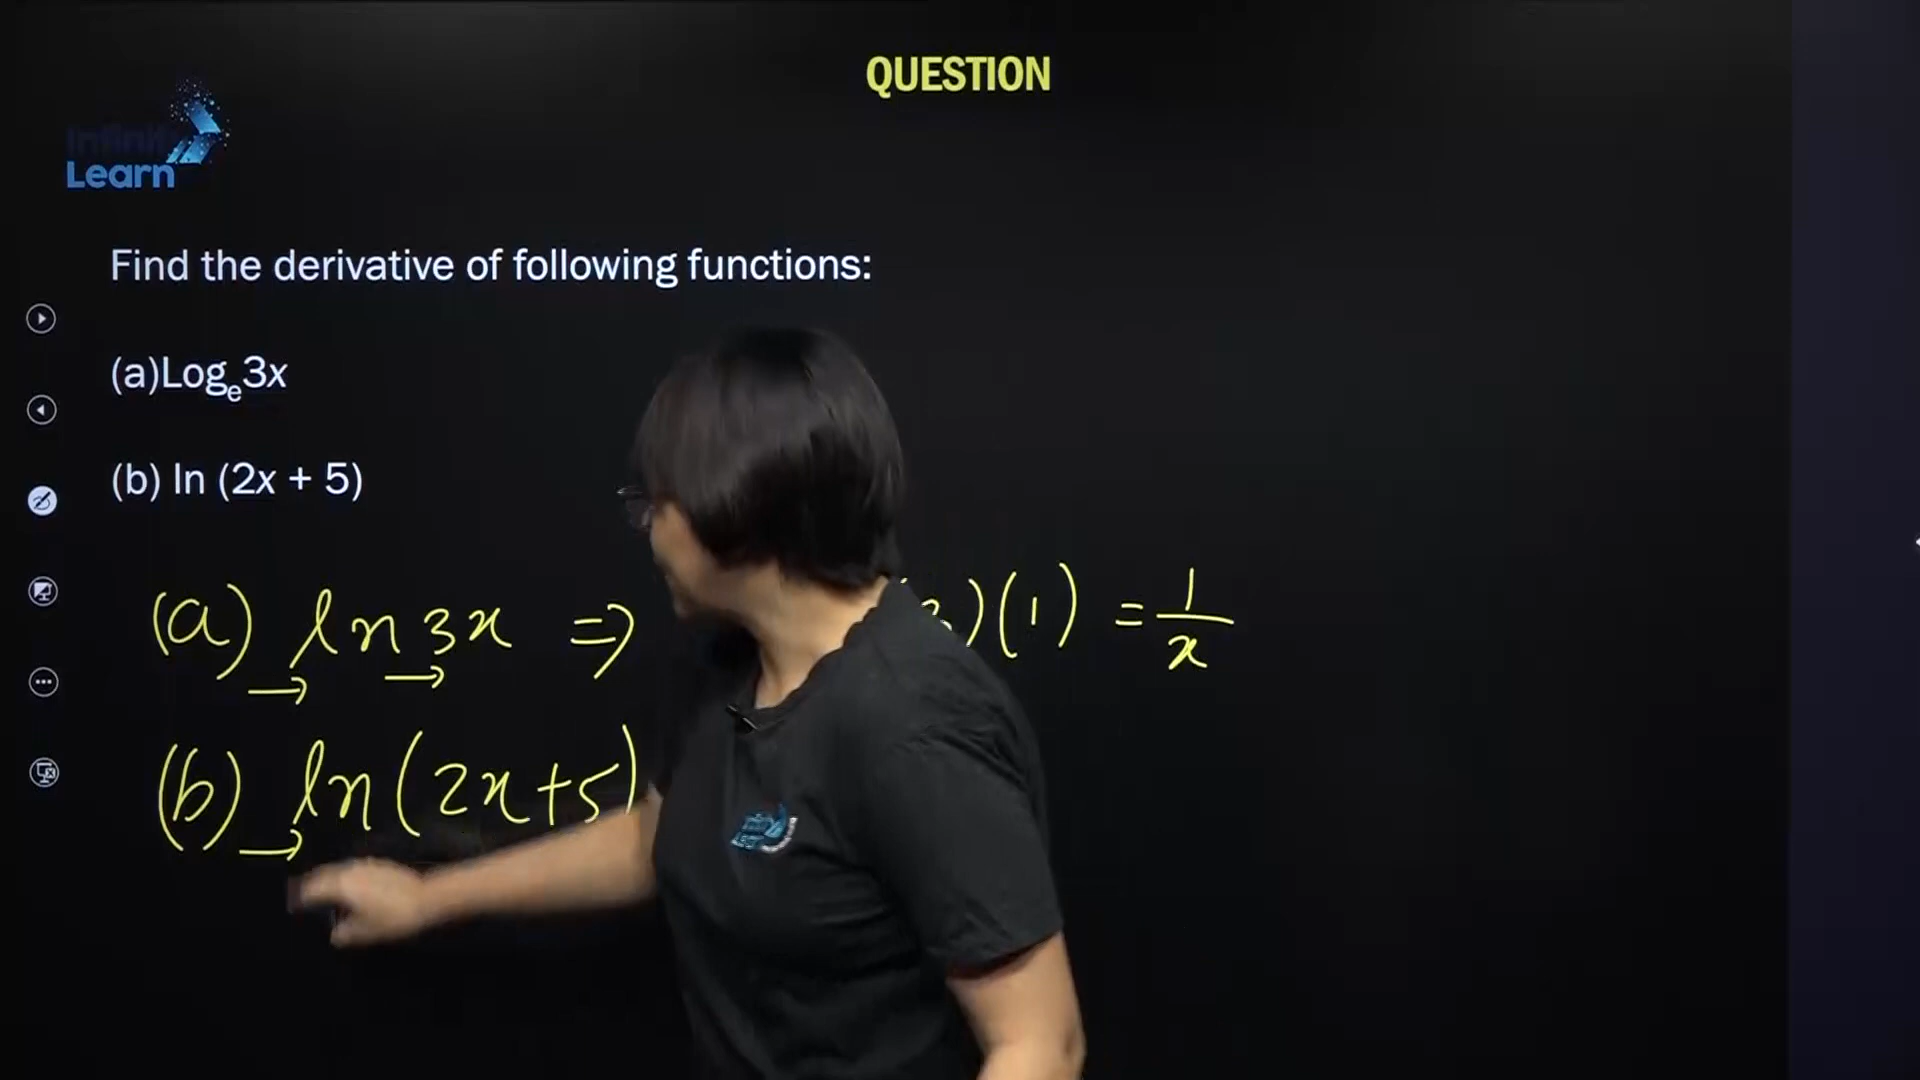 QUESTION
Infinity
Learn
Find the derivative of following functions:
(a)Logₑ3x
(b) ln (2x + 5)
(a) → ln 3x → ⇒ )(1) = 1/x
(b) → ln(2x+5)